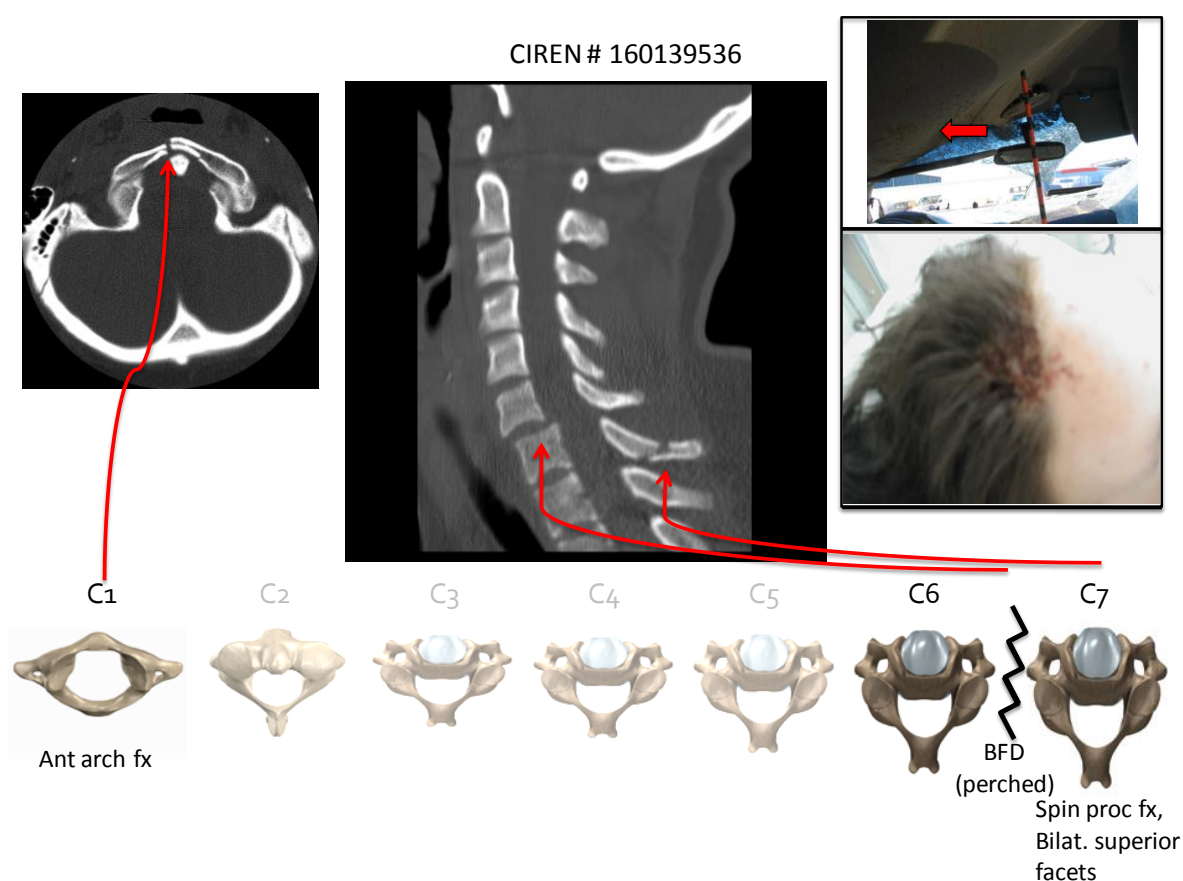 CIREN # 160139536
C1
C2
C3
C4
C5
C6
C7
Ant arch fx
BFD
(perched)
Spin proc fx,
Bilat. superior
facets